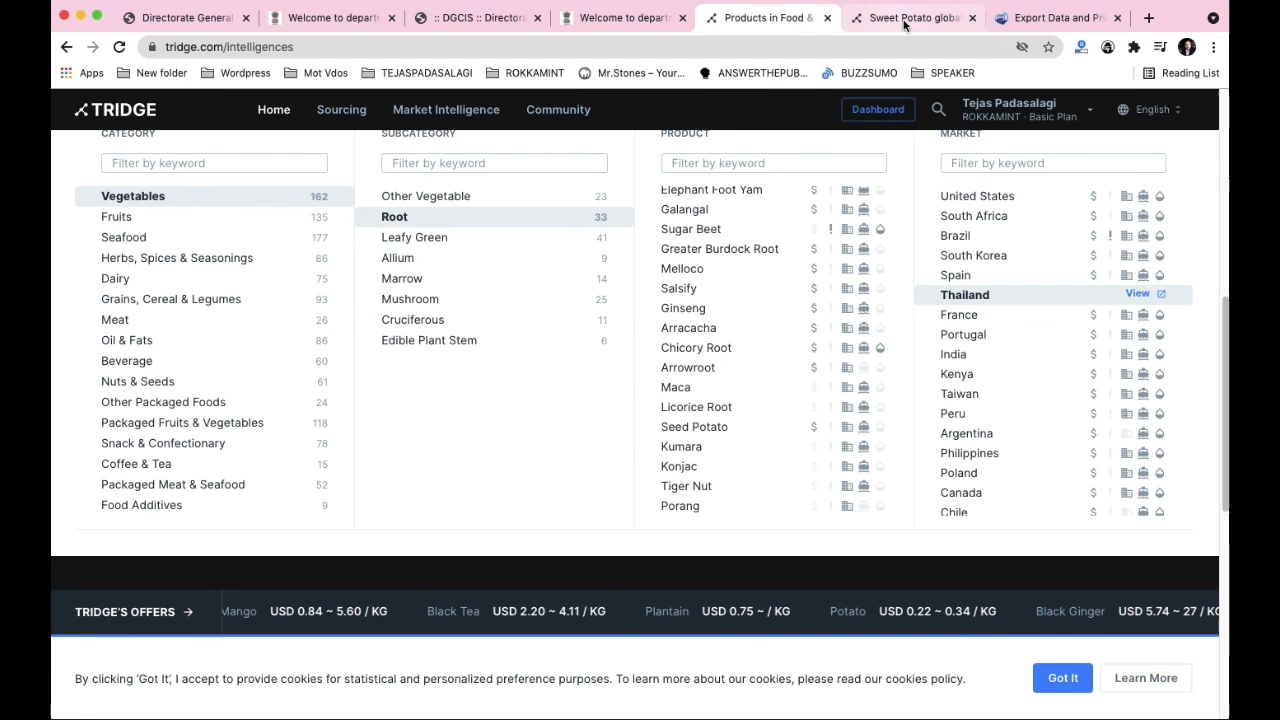 Directorate General
Welcome to depart
:: DGCIS :: Director
Welcome to depart
Products in Food &
Sweet Potato globa
Export Data and Pri
tridge.com/intelligences
Apps
New folder
Wordpress
Mot Vdos
TEJASPADASALAGI
ROKKAMINT
Mr.Stones – Your...
ANSWERTHEPUB...
BUZZSUMO
SPEAKER
Reading List
TRIDGE
Home
Sourcing
Market Intelligence
Community
Dashboard
Tejas Padasalagi
ROKKAMINT · Basic Plan
English
CATEGORY
Filter by keyword
Vegetables 162
Fruits 135
Seafood 177
Herbs, Spices & Seasonings 86
Dairy 75
Grains, Cereal & Legumes 93
Meat 26
Oil & Fats 86
Beverage 60
Nuts & Seeds 61
Other Packaged Foods 24
Packaged Fruits & Vegetables 118
Snack & Confectionary 78
Coffee & Tea 15
Packaged Meat & Seafood 52
Food Additives 9
SUBCATEGORY
Filter by keyword
Other Vegetable 23
Root 33
Leafy Green 41
Allium 9
Marrow 14
Mushroom 25
Cruciferous 11
Edible Plant Stem 6
PRODUCT
Filter by keyword
Elephant Foot Yam
Galangal
Sugar Beet
Greater Burdock Root
Melloco
Salsify
Ginseng
Arracacha
Chicory Root
Arrowroot
Maca
Licorice Root
Seed Potato
Kumara
Konjac
Tiger Nut
Porang
MARKET
Filter by keyword
United States
South Africa
Brazil
South Korea
Spain
Thailand View
France
Portugal
India
Kenya
Taiwan
Peru
Argentina
Philippines
Poland
Canada
Chile
TRIDGE'S OFFERS →
Mango USD 0.84 ~ 5.60 / KG
Black Tea USD 2.20 ~ 4.11 / KG
Plantain USD 0.75 ~ / KG
Potato USD 0.22 ~ 0.34 / KG
Black Ginger USD 5.74 ~ 27 / KG
By clicking 'Got It', I accept to provide cookies for statistical and personalized preference purposes. To learn more about our cookies, please read our cookies policy.
Got It
Learn More